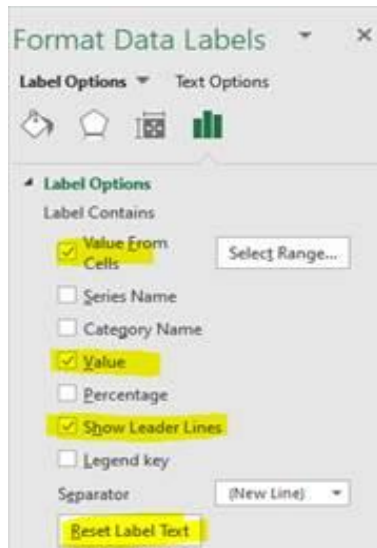 Format Data Labels
Label Options Text Options
Label Options
Label Contains
Value From
Cells
Select Range...
Series Name
Category Name
Value
Percentage
Show Leader Lines
Legend key
Separator (New Line)
Reset Label Text